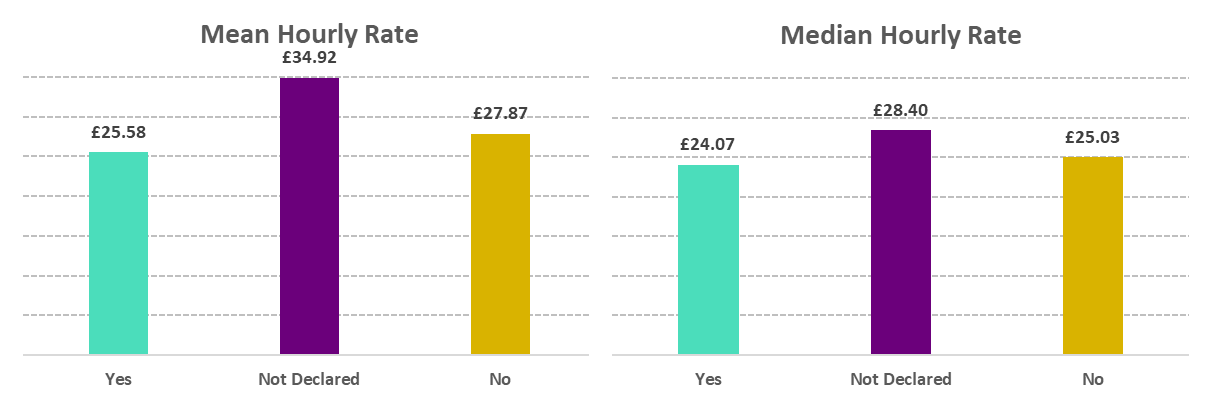 Mean Hourly Rate
£34.92
£27.87
£25.58
Yes
Not Declared
No
Median Hourly Rate
£28.40
£25.03
£24.07
Yes
Not Declared
No